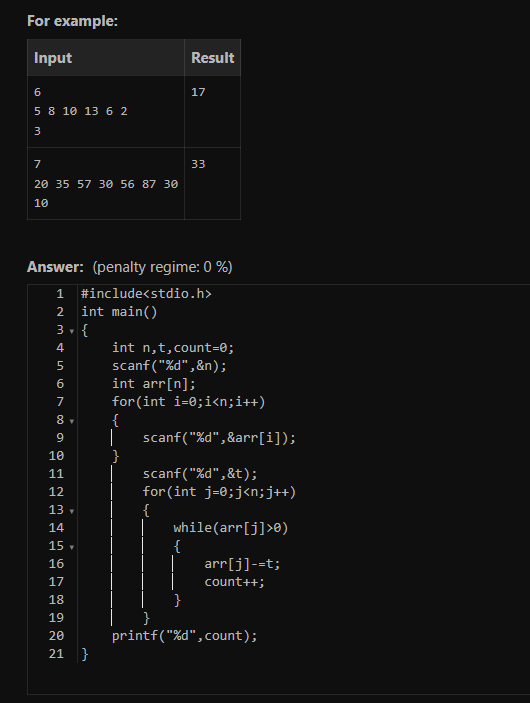 For example:
Input Result
6 17
5 8 10 13 6 2
3
7 33
20 35 57 30 56 87 30
10
Answer: (penalty regime: 0 %)
1 #include<stdio.h>
2 int main()
3 {
4 int n,t,count=0;
5 scanf("%d",&n);
6 int arr[n];
7 for(int i=0;i<n;i++)
8 {
9 scanf("%d",&arr[i]);
10 }
11 scanf("%d",&t);
12 for(int j=0;j<n;j++)
13 {
14 while(arr[j]>0)
15 {
16 arr[j]-=t;
17 count++;
18 }
19 }
20 printf("%d",count);
21 }